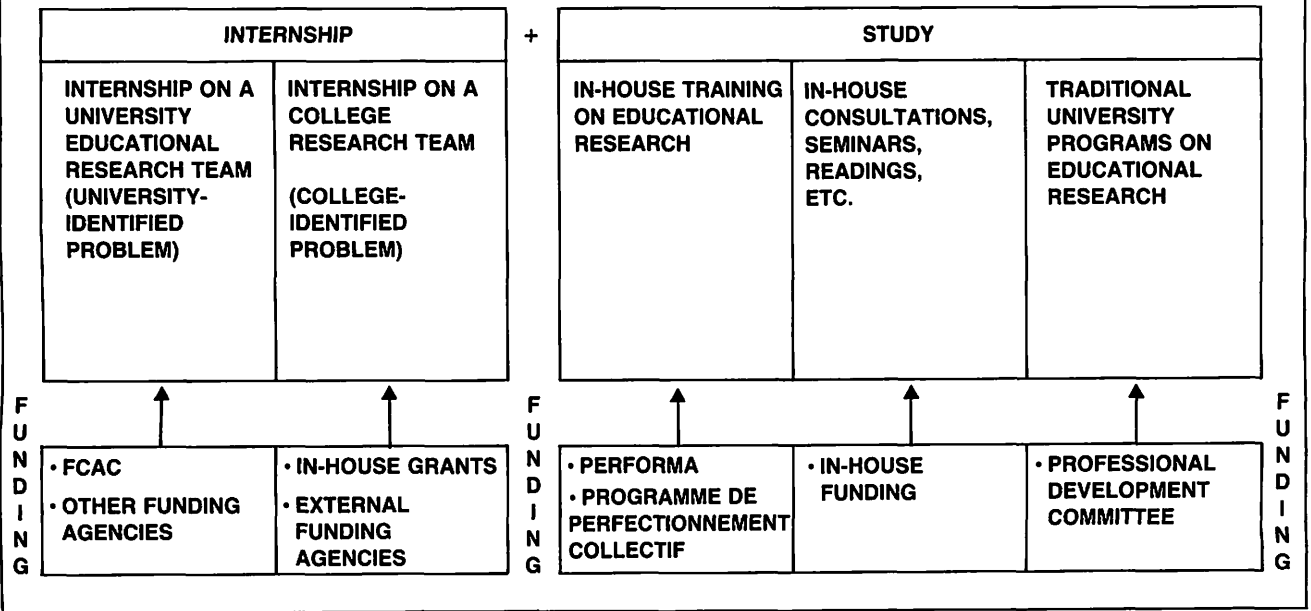 INTERNSHIP
+
STUDY
INTERNSHIP ON A
UNIVERSITY
EDUCATIONAL
RESEARCH TEAM
(UNIVERSITY-
IDENTIFIED
PROBLEM)
INTERNSHIP ON A
COLLEGE
RESEARCH TEAM
(COLLEGE-
IDENTIFIED
PROBLEM)
IN-HOUSE TRAINING
ON EDUCATIONAL
RESEARCH
IN-HOUSE
CONSULTATIONS,
SEMINARS,
READINGS,
ETC.
TRADITIONAL
UNIVERSITY
PROGRAMS ON
EDUCATIONAL
RESEARCH
FUNDING
• FCAC
• OTHER FUNDING
AGENCIES
• IN-HOUSE GRANTS
• EXTERNAL
FUNDING
AGENCIES
FUNDING
• PERFORMA
• PROGRAMME DE
PERFECTIONNEMENT
COLLECTIF
• IN-HOUSE
FUNDING
• PROFESSIONAL
DEVELOPMENT
COMMITTEE
FUNDING